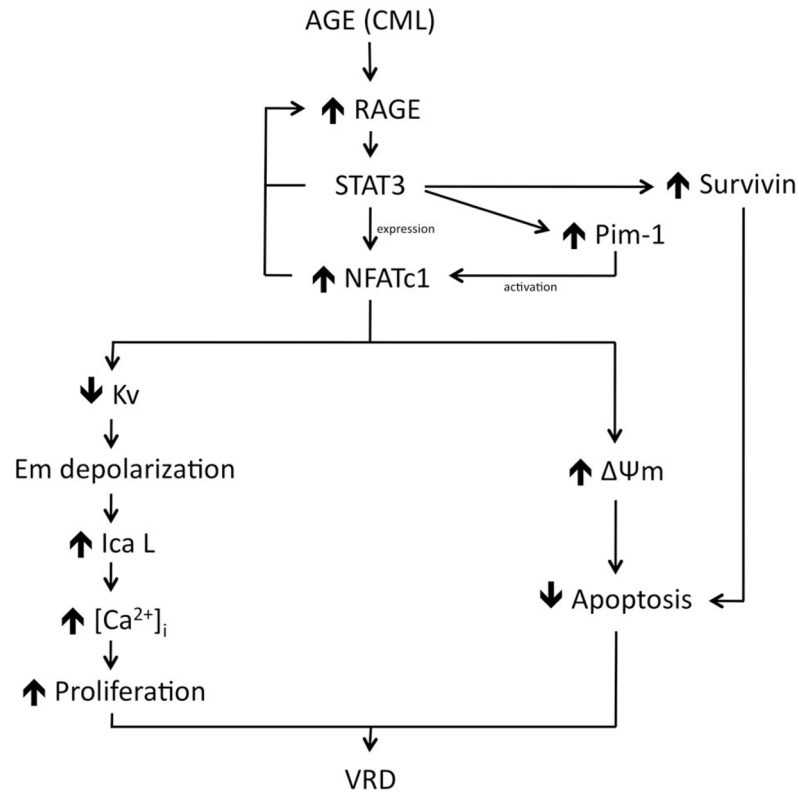 AGE (CML)
RAGE
STAT3
Survivin
expression
Pim-1
NFATc1
activation
Kv
Em depolarization
ΔΨm
Ica L
Apoptosis
[Ca²⁺]ᵢ
Proliferation
VRD